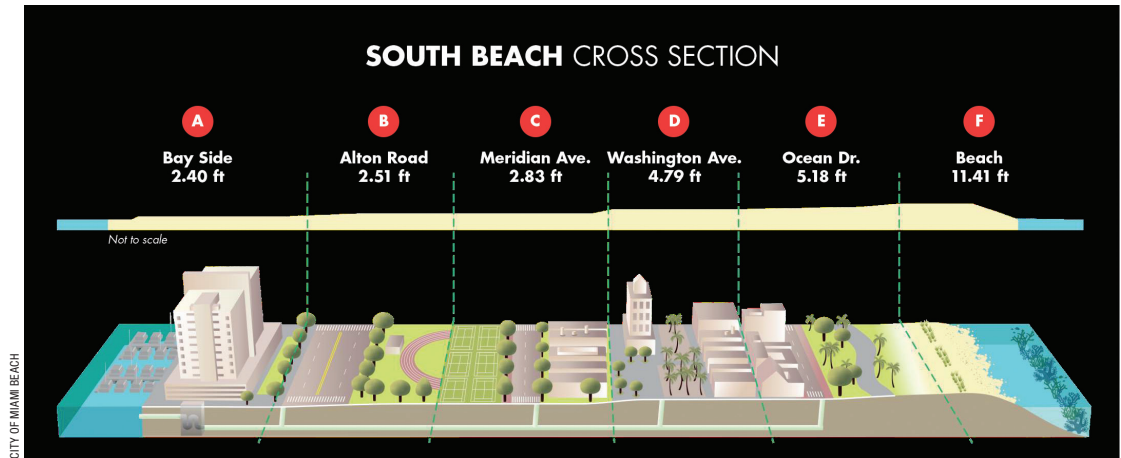 SOUTH BEACH CROSS SECTION
A
Bay Side
2.40 ft
B
Alton Road
2.51 ft
C
Meridian Ave.
2.83 ft
D
Washington Ave.
4.79 ft
E
Ocean Dr.
5.18 ft
F
Beach
11.41 ft
Not to scale
CITY OF MIAMI BEACH